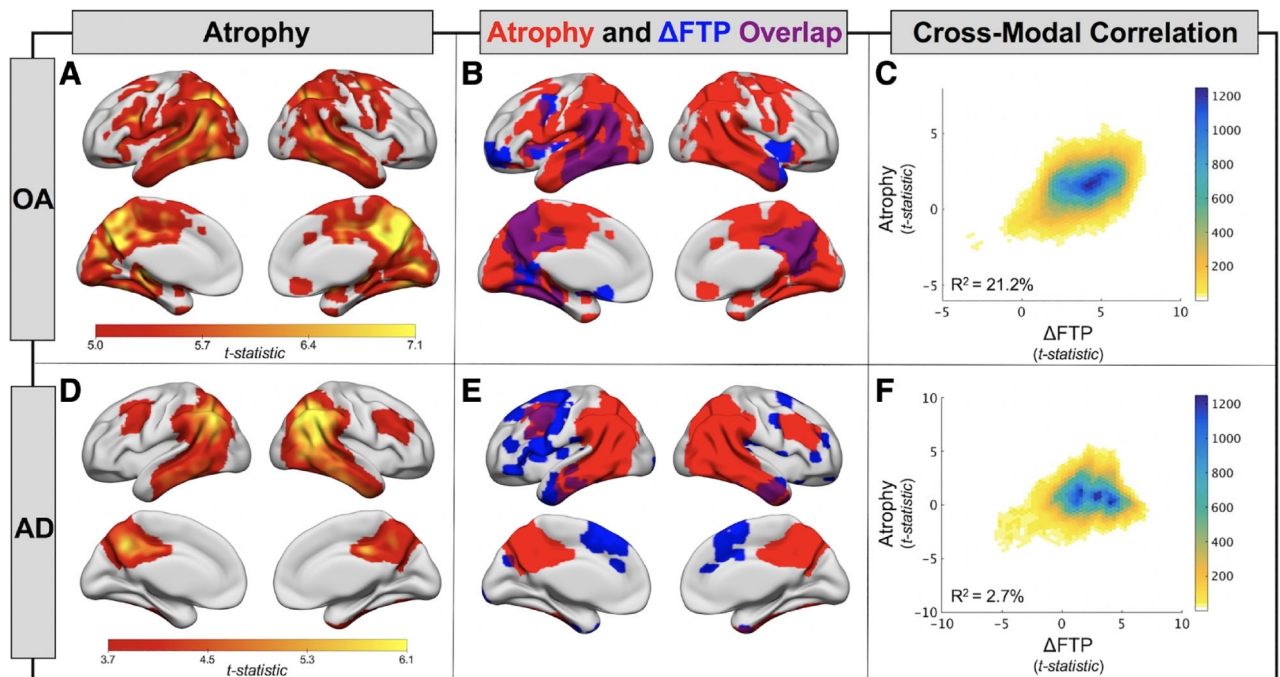 Atrophy
Atrophy and ΔFTP Overlap
Cross-Modal Correlation
OA
A
5.0 5.7 6.4 7.1
t-statistic
B
C
5
0
−5
Atrophy
(t-statistic)
R² = 21.2%
−5 0 5 10
ΔFTP
(t-statistic)
1200
1000
800
600
400
200
AD
D
3.7 4.5 5.3 6.1
t-statistic
E
F
10
5
0
−5
−10
Atrophy
(t-statistic)
R² = 2.7%
−10 −5 0 5 10
ΔFTP
(t-statistic)
1200
1000
800
600
400
200